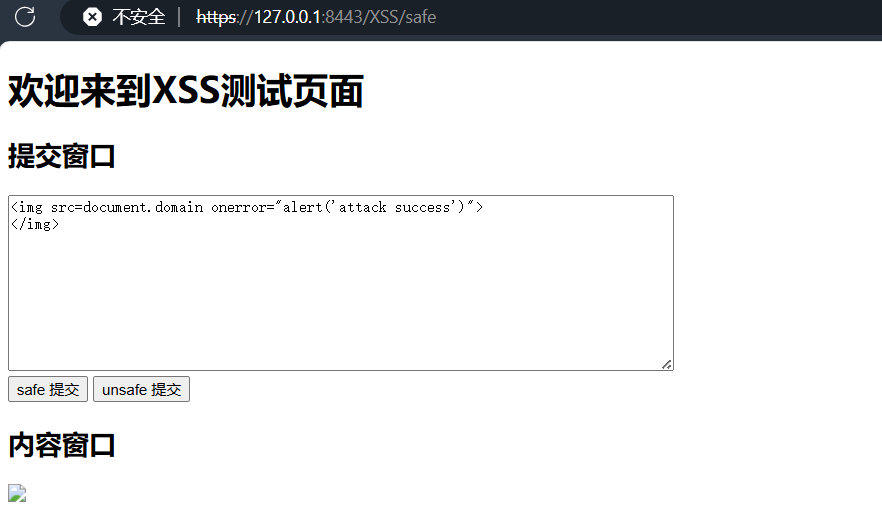 不安全 https://127.0.0.1:8443/XSS/safe
欢迎来到XSS测试页面
提交窗口
<img src=document.domain onerror="alert('attack success')">
</img>
safe 提交 unsafe 提交
内容窗口